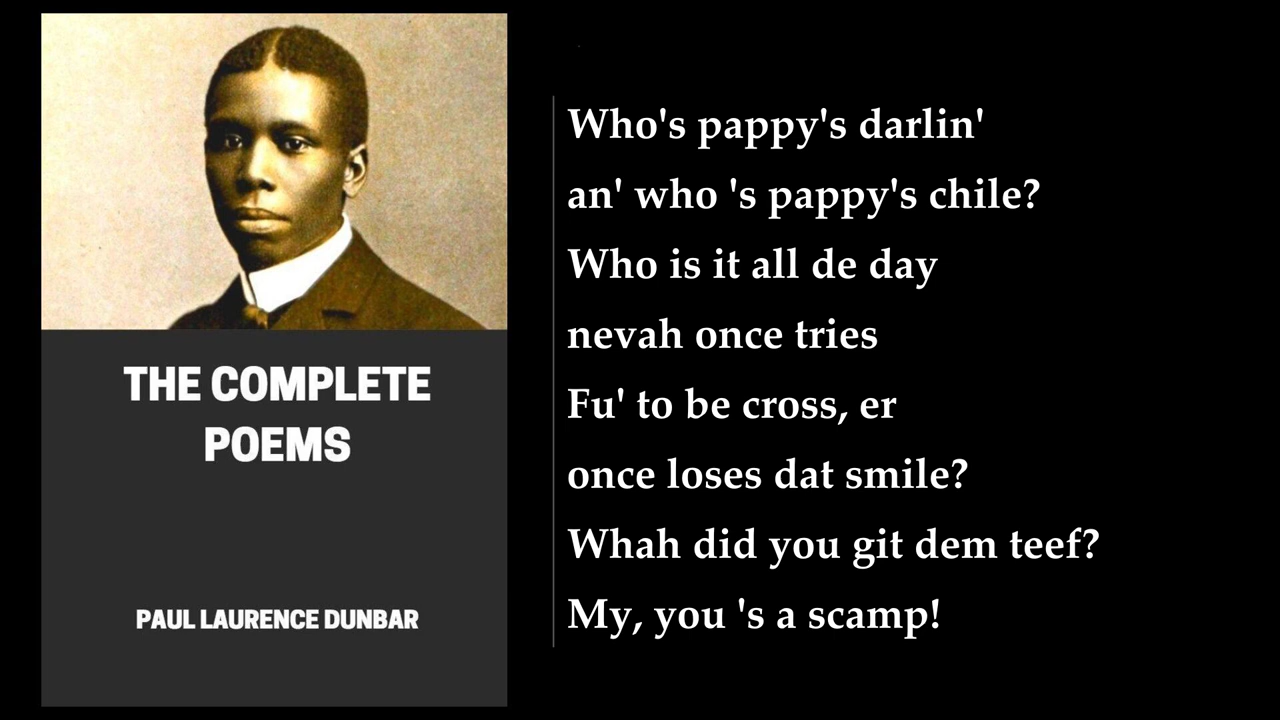 THE COMPLETE
POEMS
PAUL LAURENCE DUNBAR
Who's pappy's darlin'
an' who 's pappy's chile?
Who is it all de day
nevah once tries
Fu' to be cross, er
once loses dat smile?
Whah did you git dem teef?
My, you 's a scamp!